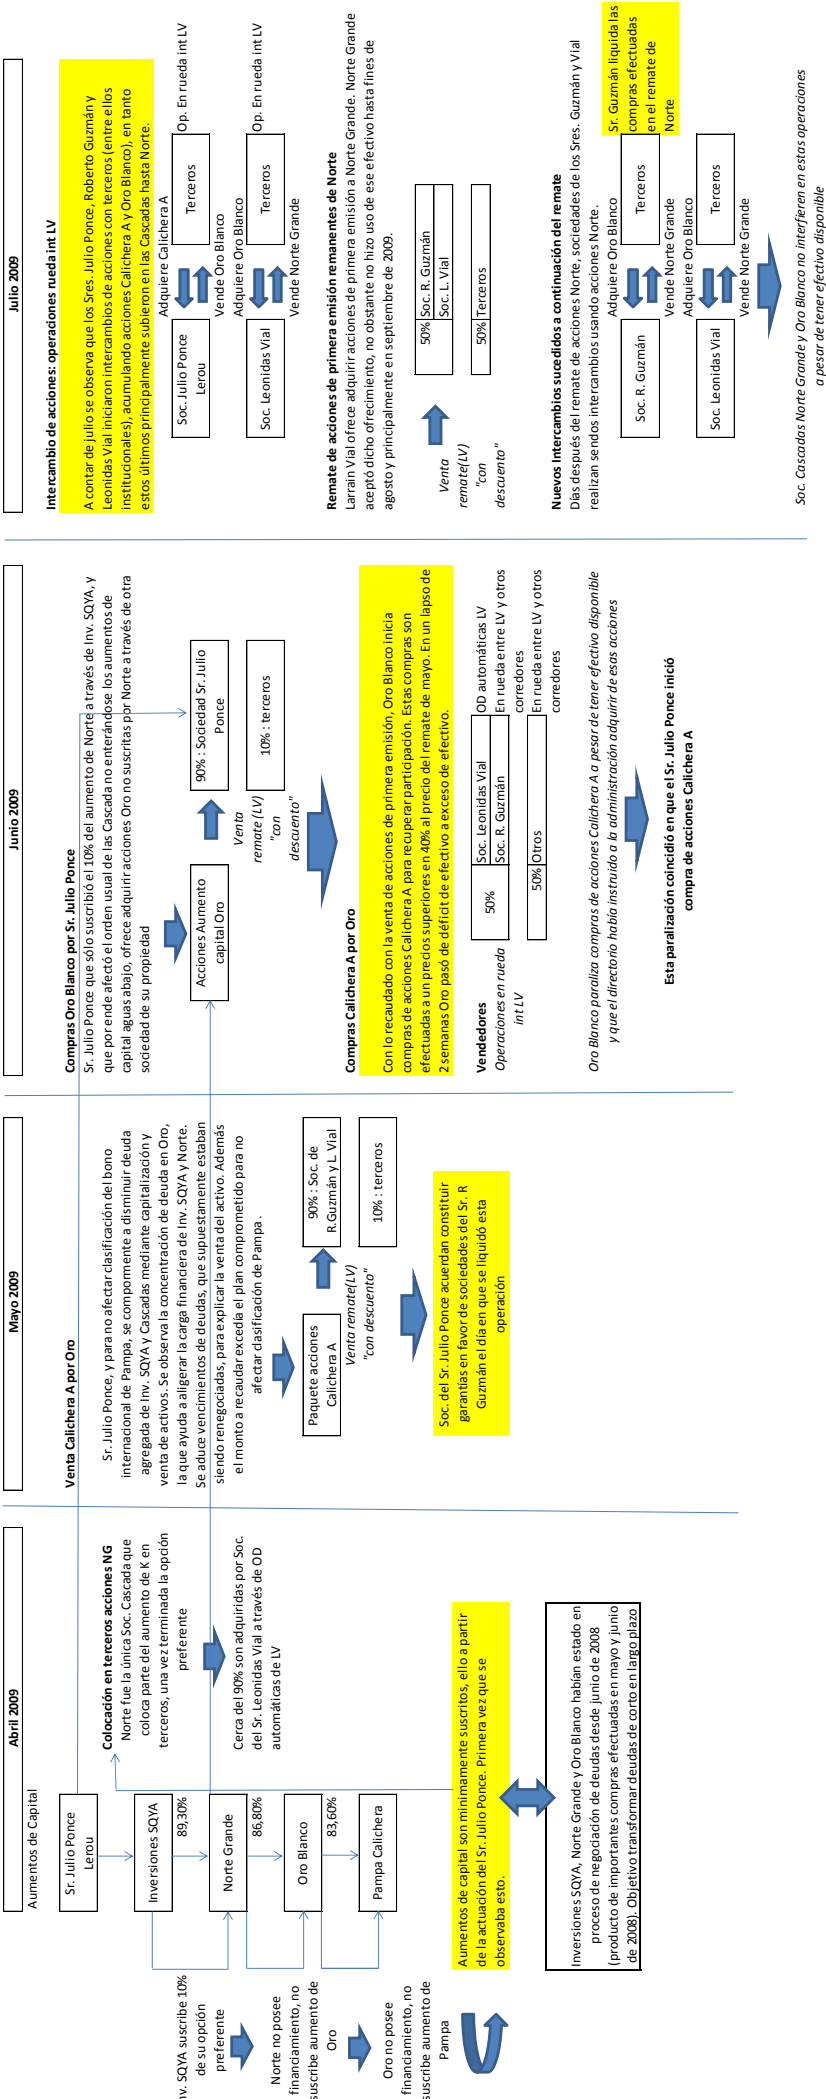 Abril 2009
Aumentos de Capital
Sr. Julio Ponce
Lerou
Inversiones SQYA
89,30%
Norte Grande
86,80%
Oro Blanco
83,60%
Pampa Calichera
nv. SQYA suscribe 10%
de su opción
preferente
Norte no posee
financiamiento, no
suscribe aumento de
Oro
Oro no posee
financiamiento, no
suscribe aumento de
Pampa
Colocación en terceros acciones NG
Norte fue la única Soc. Cascada que
coloca parte del aumento de K en
terceros, una vez terminada la opción
preferente
Cerca del 90% son adquiridas por Soc.
del Sr. Leonidas Vial a través de OD
automáticas de LV
Aumentos de capital son minimamente suscritos, ello a partir
de la actuación del Sr. Julio Ponce. Primera vez que se
observaba esto.
Inversiones SQYA, Norte Grande y Oro Blanco habían estado en
proceso de negociación de deudas desde junio de 2008
(producto de importantes compras efectuadas en mayo y junio
de 2008). Objetivo transformar deudas de corto en largo plazo
Mayo 2009
Venta Calichera A por Oro
Sr. Julio Ponce, y para no afectar clasificación del bono
internacional de Pampa, se compormente a disminuir deuda
agregada de Inv. SQYA y Cascadas mediante capitalización y
venta de activos. Se observa la concentración de deuda en Oro,
la que ayuda a aligerar la carga financiera de Inv. SQYA y Norte.
Se aduce vencimientos de deudas, que supuestamente estaban
siendo renegociadas, para explicar la venta del activo. Además
el monto a recaudar excedía el plan comprometido para no
afectar clasificación de Pampa .
Paquete acciones
Calichera A
Venta remate(LV)
"con descuento"
90% : Soc. de
R.Guzmán y L. Vial
10% : terceros
Soc. del Sr. Julio Ponce acuerdan constituir
garantías en favor de sociedades del Sr. R
Guzmán el día en que se liquidó esta
operación
Junio 2009
Compras Oro Blanco por Sr. Julio Ponce
Sr. Julio Ponce que sólo suscribió el 10% del aumento de Norte a través de Inv. SQYA, y
que por ende afectó el orden usual de las Cascada no enterándose los aumentos de
capital aguas abajo, ofrece adquirir acciones Oro no suscritas por Norte a través de otra
sociedad de su propiedad
Acciones Aumento
capital Oro
Venta
remate (LV)
"con
descuento"
90% : Sociedad Sr. Julio
Ponce
10% : terceros
Compras Calichera A por Oro
Con lo recaudado con la venta de acciones de primera emisión, Oro Blanco inicia
compras de acciones Calichera A para recuperar participación. Estas compras son
efectuadas a un precios superiores en 40% al precio del remate de mayo. En un lapso de
2 semanas Oro pasó de déficit de efectivo a exceso de efectivo.
Vendedores
Operaciones en rueda
int LV
50%
Soc. Leonidas Vial
Soc. R. Guzmán
OD automáticas LV
En rueda entre LV y otros
corredores
50% Otros
En rueda entre LV y otros
corredores
Oro Blanco paraliza compras de acciones Calichera A a pesar de tener efectivo disponible
y que el directorio había instruido a la administración adquirir de esas acciones
Esta paralización coincidió en que el Sr. Julio Ponce inició
compra de acciones Calichera A
Julio 2009
Intercambio de acciones: operaciones rueda int LV
A contar de julio se observa que los Sres. Julio Ponce, Roberto Guzmán y
Leonidas Vial iniciaron intercambios de acciones con terceros (entre ellos
institucionales), acumulando acciones Calichera A y Oro Blanco), en tanto
estos últimos principalmente subieron en las Cascadas hasta Norte.
Adquiere Calichera A
Soc. Julio Ponce
Lerou
Terceros
Op. En rueda int LV
Vende Oro Blanco
Adquiere Oro Blanco
Soc. Leonidas Vial
Terceros
Op. En rueda int LV
Vende Norte Grande
Remate de acciones de primera emisión remanentes de Norte
Larrain Vial ofrece adquirir acciones de primera emisión a Norte Grande. Norte Grande
aceptó dicho ofrecimiento, no obstante no hizo uso de ese efectivo hasta fines de
agosto y principalmente en septiembre de 2009.
Venta
remate(LV)
"con
descuento"
50% Soc. R. Guzmán
Soc. L. Vial
50% Terceros
Nuevos Intercambios sucedidos a continuación del remate
Días después del remate de acciones Norte, sociedades de los Sres. Guzmán y Vial
realizan sendos intercambios usando acciones Norte.
Adquiere Oro Blanco
Soc. R. Guzmán
Terceros
Vende Norte Grande
Sr. Guzmán liquida las
compras efectuadas
en el remate de
Norte
Adquiere Oro Blanco
Soc. Leonidas Vial
Terceros
Vende Norte Grande
Soc. Cascadas Norte Grande y Oro Blanco no interfieren en estas operaciones
a pesar de tener efectivo disponible